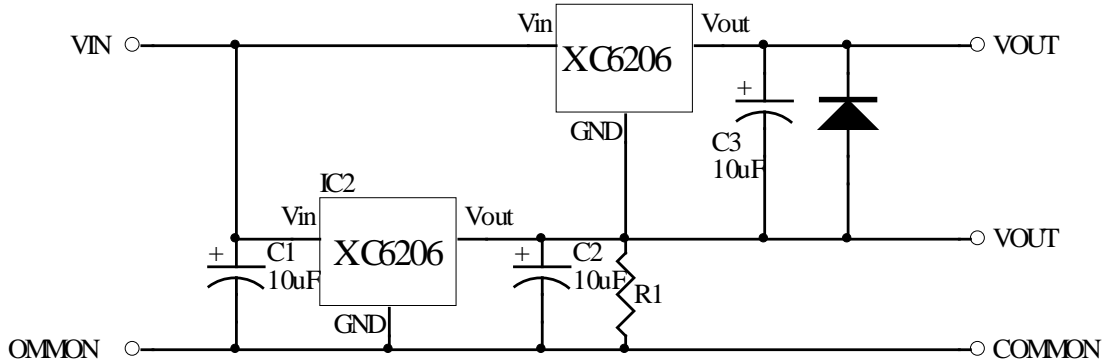 Vin
Vout
VIN
VOUT
XC6206
+
GND
C3
10uF
IC2
Vin
Vout
VOUT
+
C1
10uF
XC6206
+
C2
10uF
R1
GND
OMMON
COMMON